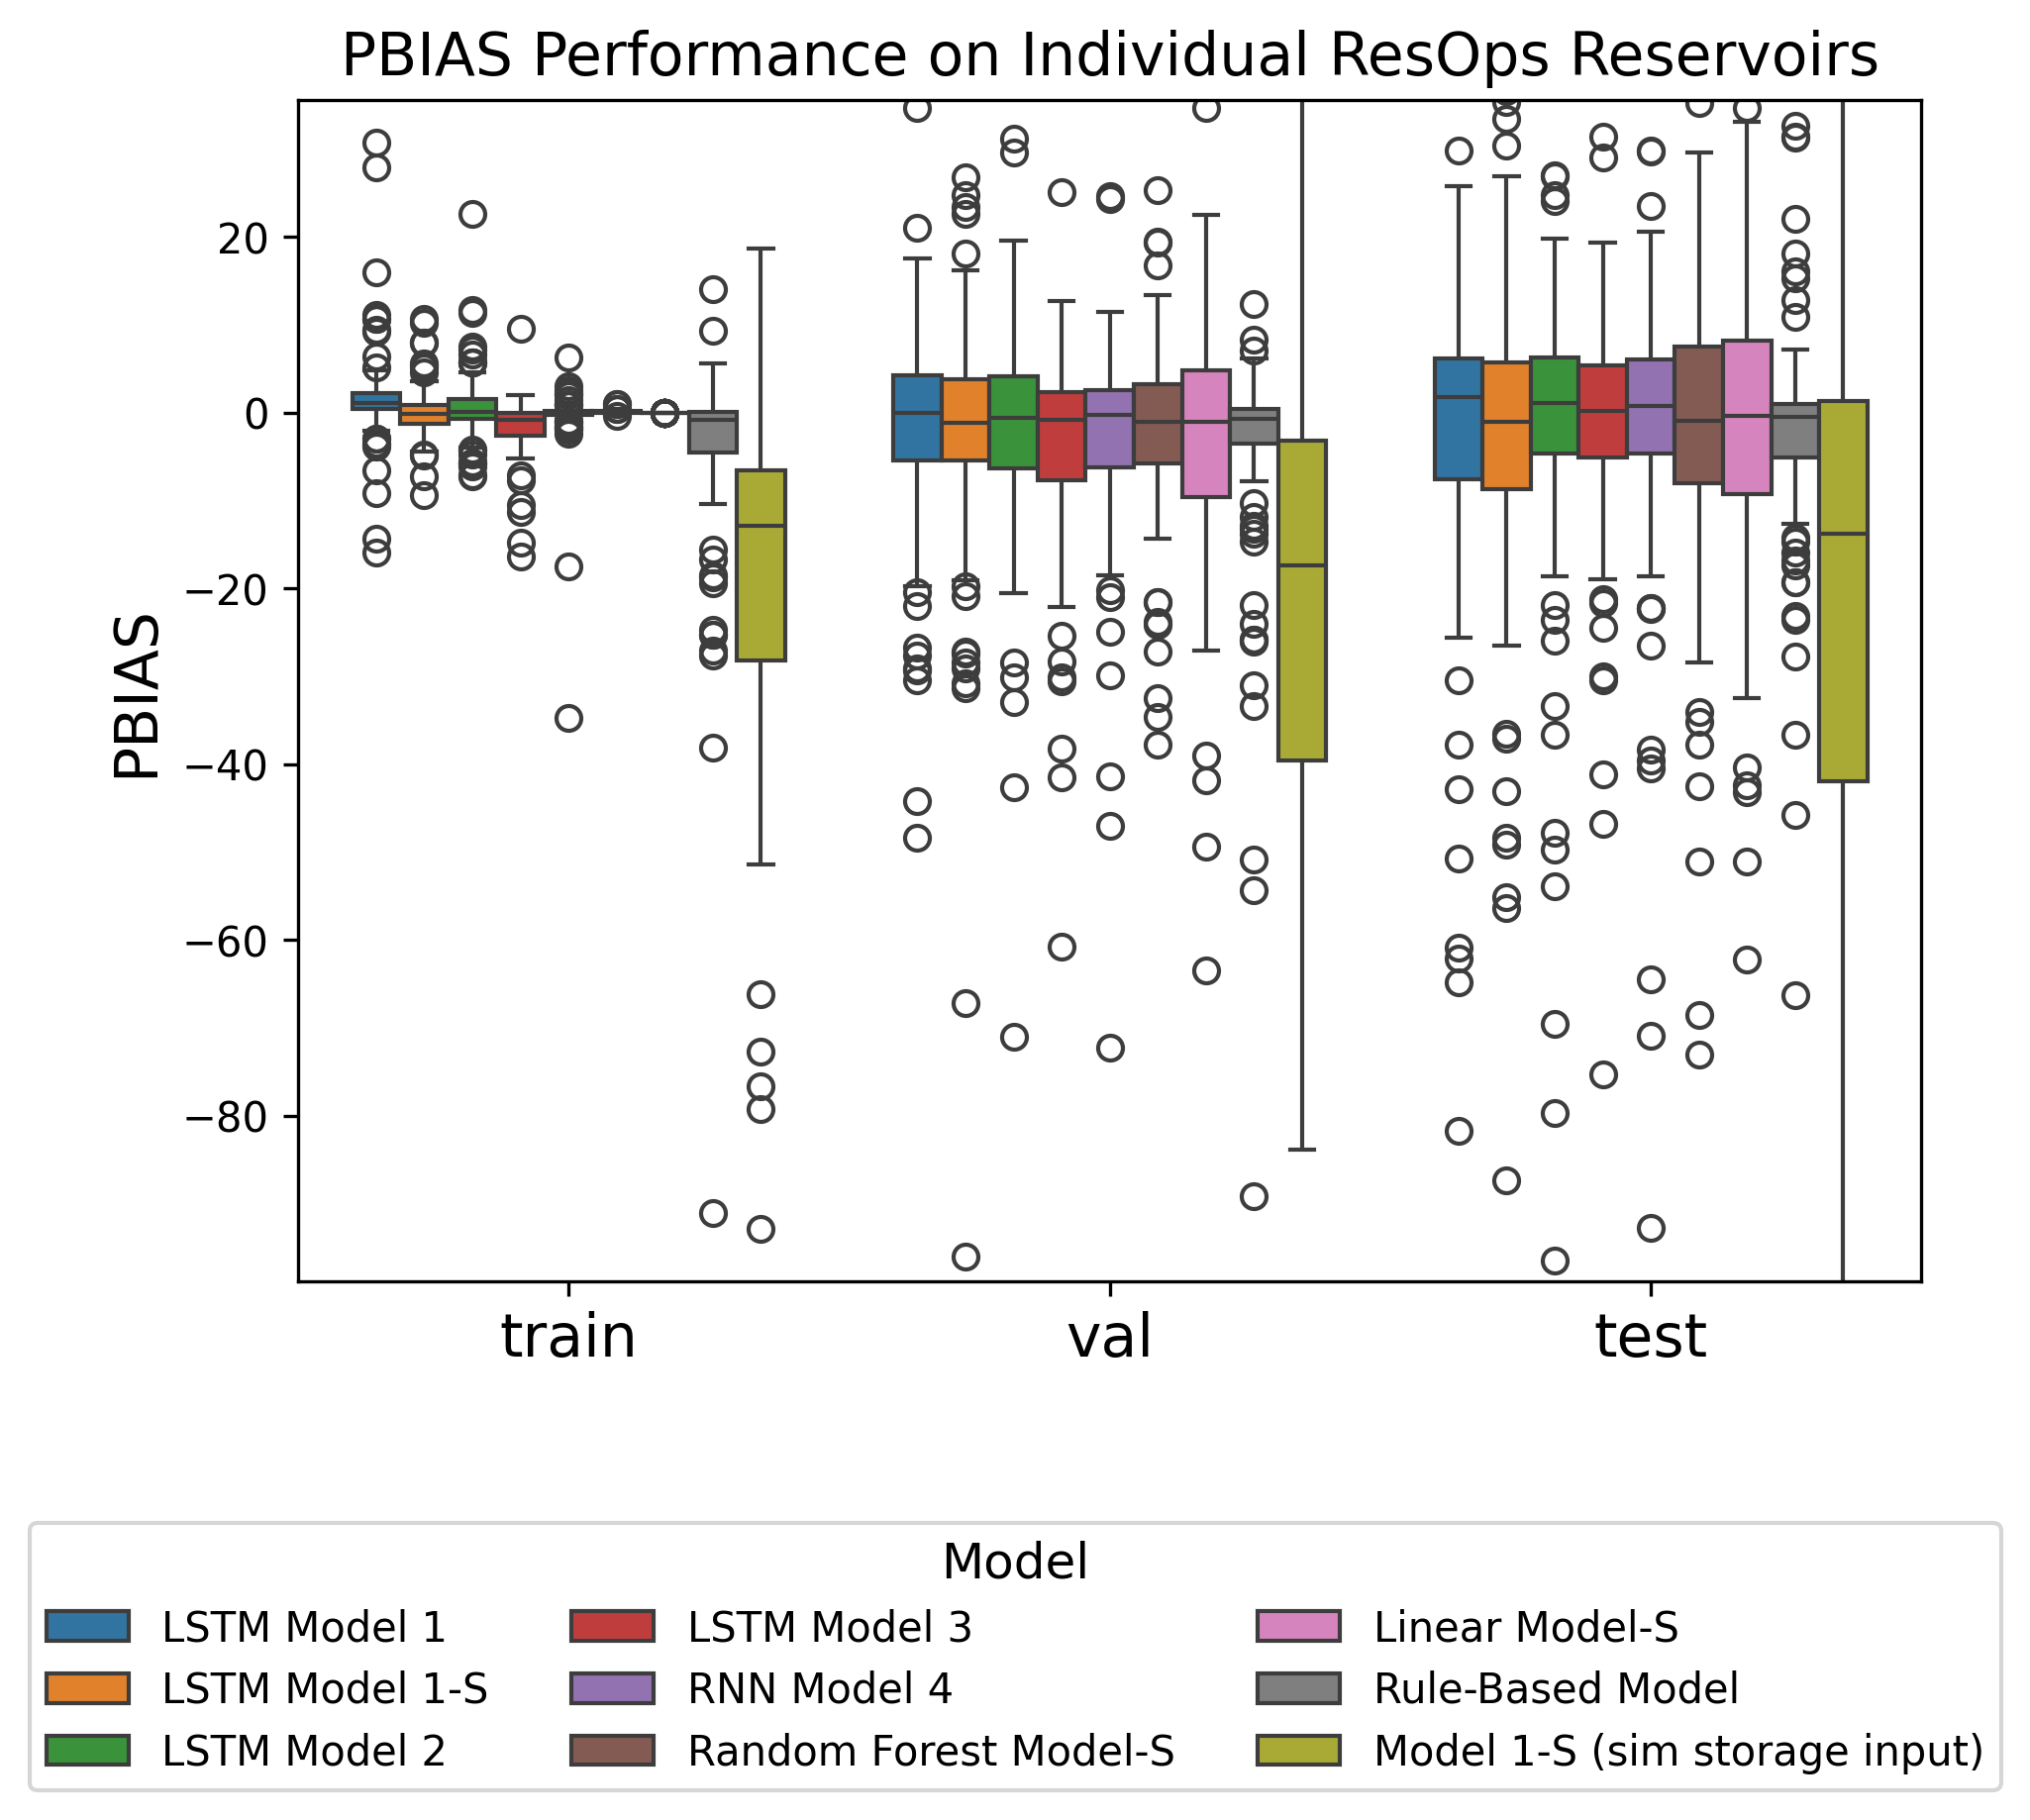 PBIAS Performance on Individual ResOps Reservoirs
PBIAS
20
0
−20
−40
−60
−80
train
val
test
Model
LSTM Model 1
LSTM Model 1-S
LSTM Model 2
LSTM Model 3
RNN Model 4
Random Forest Model-S
Linear Model-S
Rule-Based Model
Model 1-S (sim storage input)